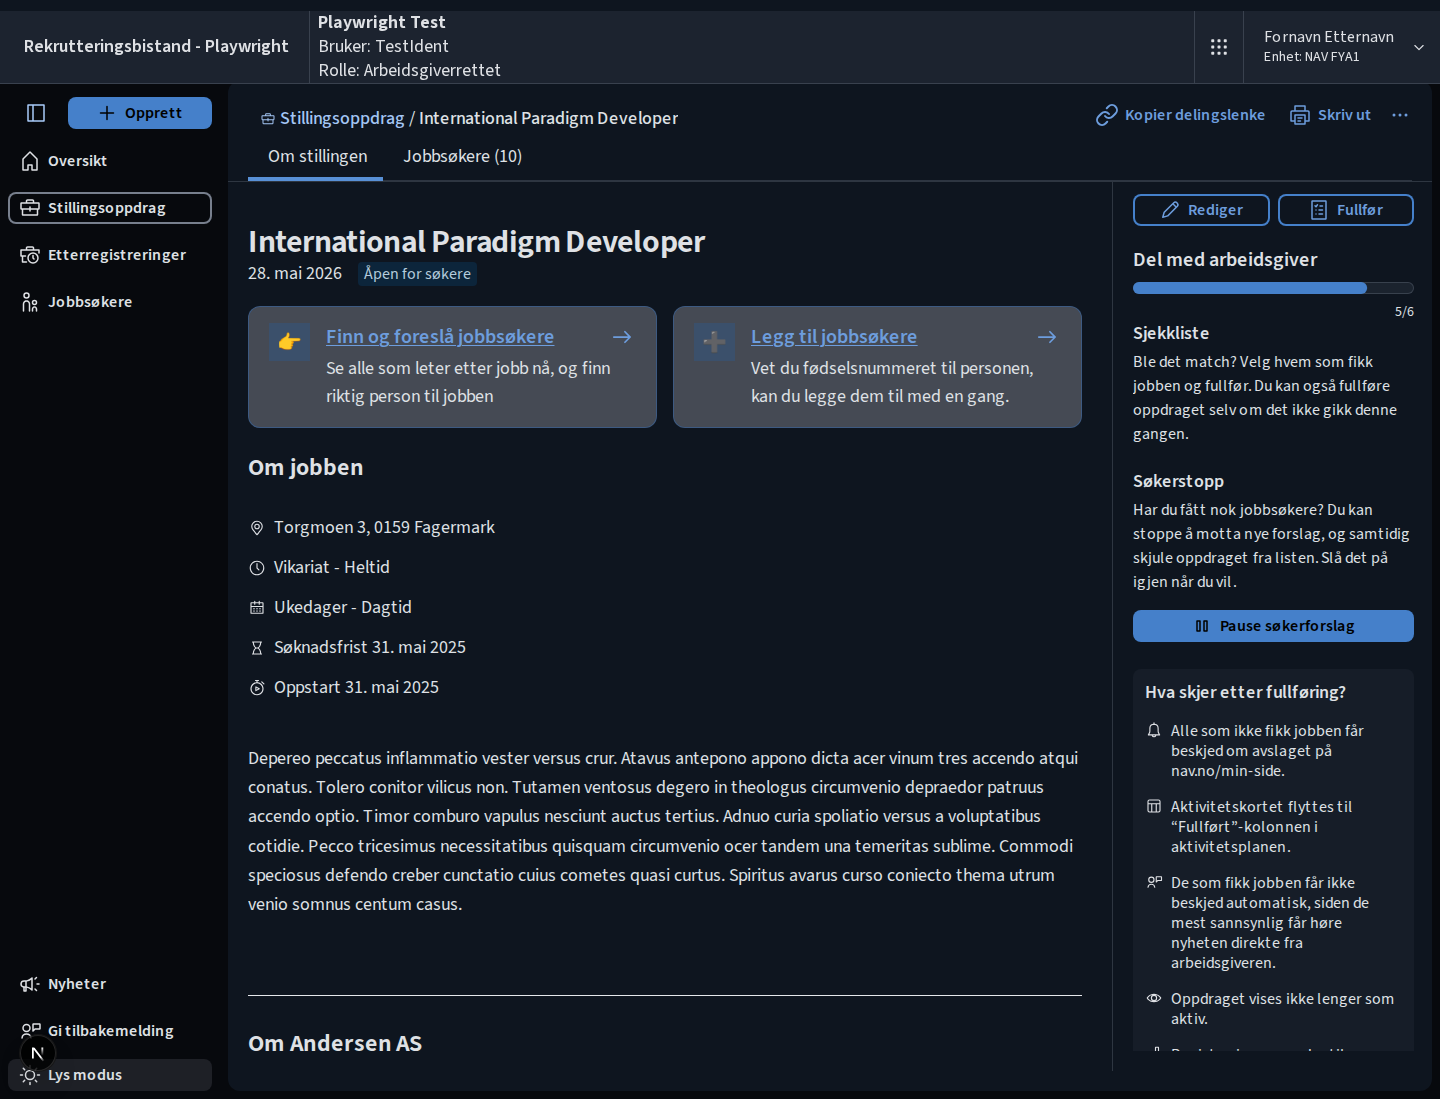 Rekrutteringsbistand - Playwright
Playwright Test
Bruker: TestIdent
Rolle: Arbeidsgiverrettet
Fornavn Etternavn
Enhet: NAV FYA1
Opprett
Oversikt
Stillingsoppdrag
Etterregistreringer
Jobbsøkere
Nyheter
Gi tilbakemelding
N
Lys modus
Stillingsoppdrag / International Paradigm Developer
Kopier delingslenke
Skriv ut
Om stillingen
Jobbsøkere (10)
International Paradigm Developer
28. mai 2026
Åpen for søkere
Finn og foreslå jobbsøkere
Se alle som leter etter jobb nå, og finn
riktig person til jobben
Legg til jobbsøkere
Vet du fødselsnummeret til personen,
kan du legge dem til med en gang.
Om jobben
Torgmoen 3, 0159 Fagermark
Vikariat - Heltid
Ukedager - Dagtid
Søknadsfrist 31. mai 2025
Oppstart 31. mai 2025
Depereo peccatus inflammatio vester versus crur. Atavus antepono appono dicta acer vinum tres accendo atqui
conatus. Tolero conitor vilicus non. Tutamen ventosus degero in theologus circumvenio depraedor patruus
accendo optio. Timor comburo vapulus nesciunt auctus tertius. Adnuo curia spoliatio versus a voluptatibus
cotidie. Pecco tricesimus necessitatibus quisquam circumvenio ocer tandem una temeritas sublime. Commodi
speciosus defendo creber cunctatio cuius cometes quasi curtus. Spiritus avarus curso coniecto thema utrum
venio somnus centum casus.
Om Andersen AS
Rediger
Fullfør
Del med arbeidsgiver
5/6
Sjekkliste
Ble det match? Velg hvem som fikk
jobben og fullfør. Du kan også fullføre
oppdraget selv om det ikke gikk denne
gangen.
Søkerstopp
Har du fått nok jobbsøkere? Du kan
stoppe å motta nye forslag, og samtidig
skjule oppdraget fra listen. Slå det på
igjen når du vil.
Pause søkerforslag
Hva skjer etter fullføring?
Alle som ikke fikk jobben får
beskjed om avslaget på
nav.no/min-side.
Aktivitetskortet flyttes til
“Fullført”-kolonnen i
aktivitetsplanen.
De som fikk jobben får ikke
beskjed automatisk, siden de
mest sannsynlig får høre
nyheten direkte fra
arbeidsgiveren.
Oppdraget vises ikke lenger som
aktiv.